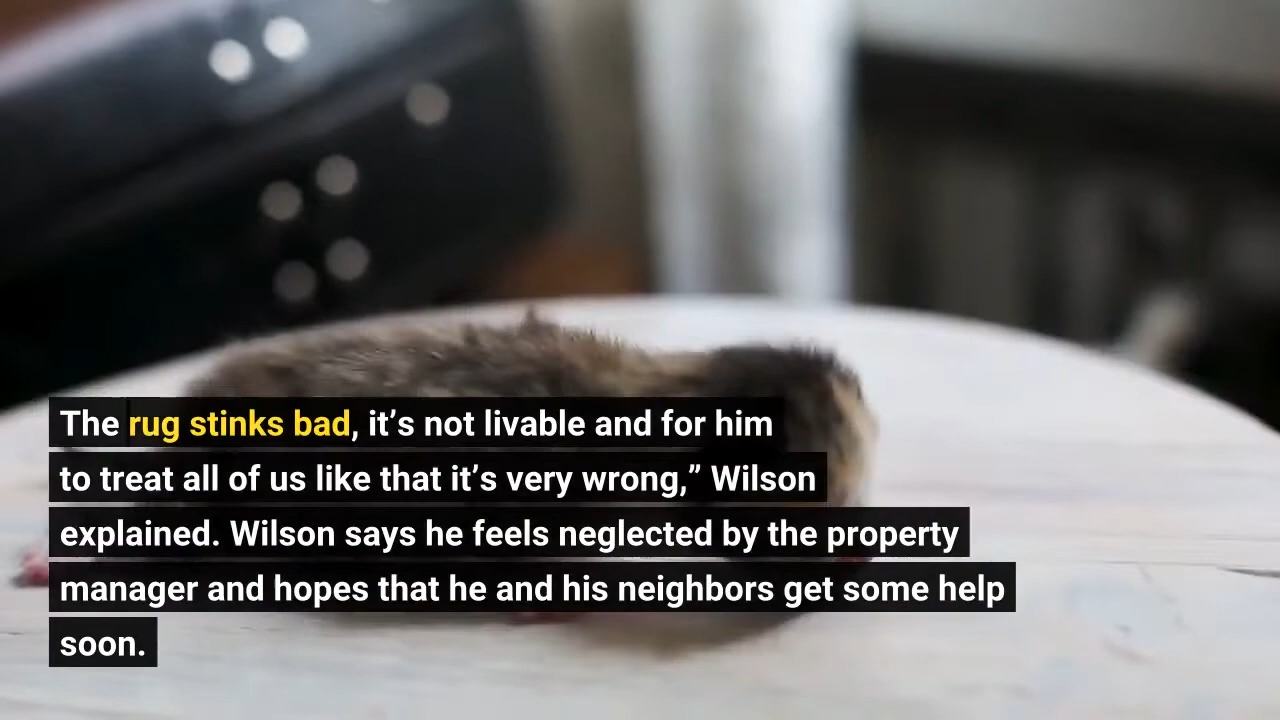 The rug stinks bad, it’s not livable and for him
to treat all of us like that it’s very wrong,” Wilson
explained. Wilson says he feels neglected by the property
manager and hopes that he and his neighbors get some help
soon.